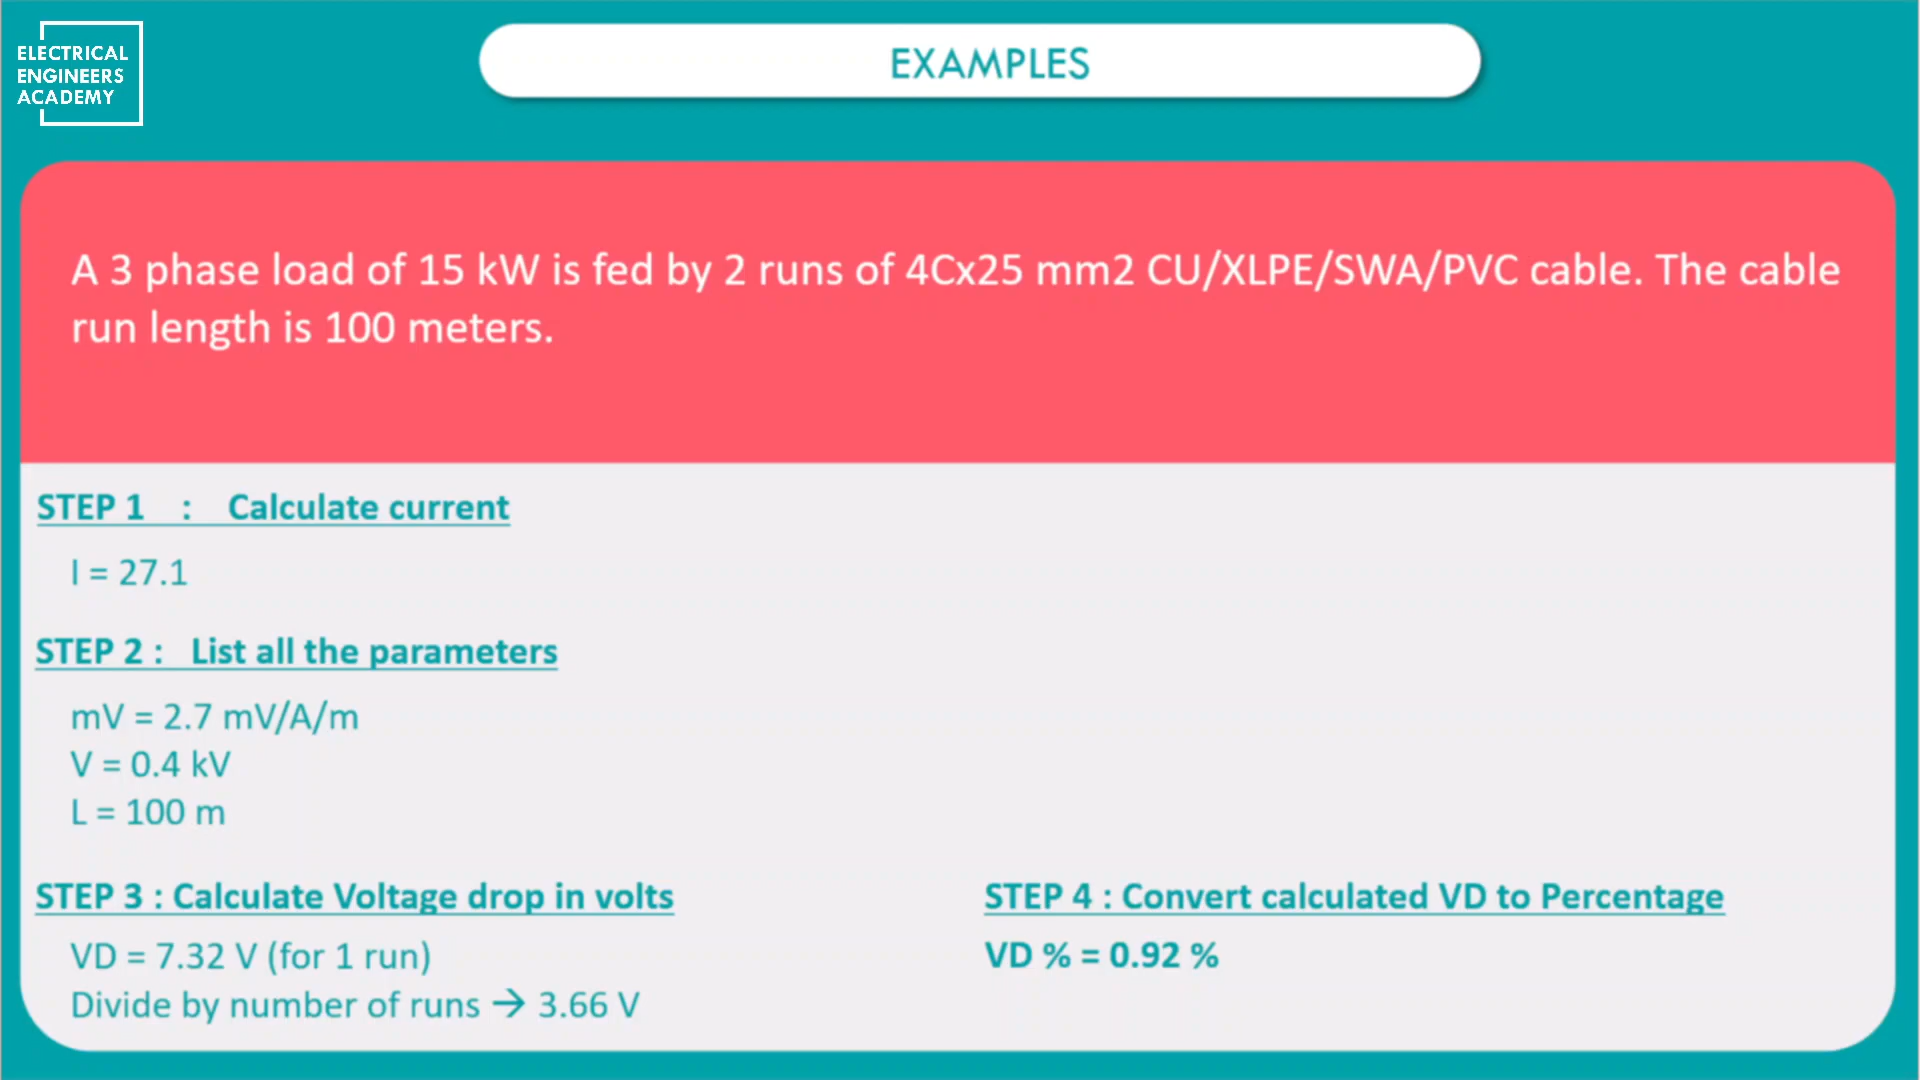 ELECTRICAL
ENGINEERS
ACADEMY
EXAMPLES
A 3 phase load of 15 kW is fed by 2 runs of 4Cx25 mm2 CU/XLPE/SWA/PVC cable. The cable
run length is 100 meters.
STEP 1 : Calculate current
I = 27.1
STEP 2 : List all the parameters
mV = 2.7 mV/A/m
V = 0.4 kV
L = 100 m
STEP 3 : Calculate Voltage drop in volts
VD = 7.32 V (for 1 run)
Divide by number of runs → 3.66 V
STEP 4 : Convert calculated VD to Percentage
VD % = 0.92 %